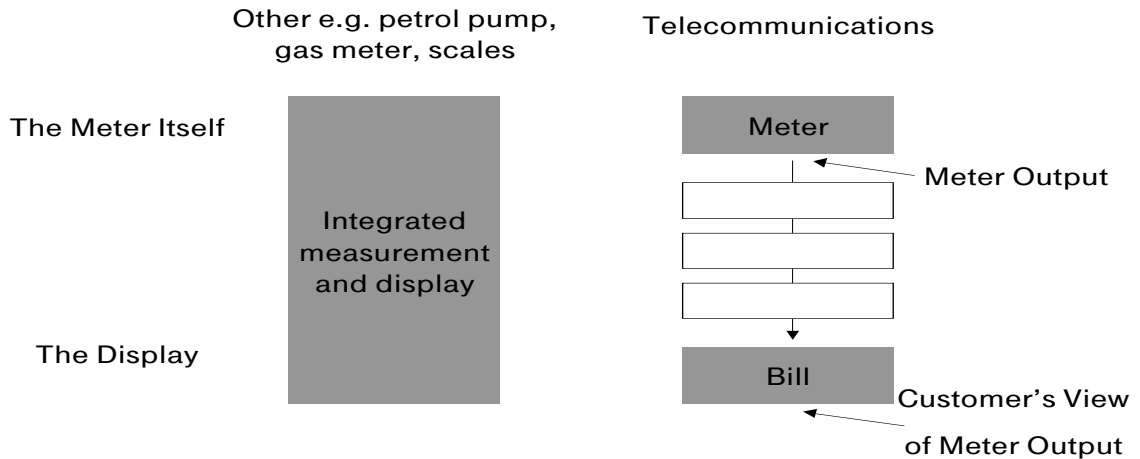 Other e.g. petrol pump,
gas meter, scales
Telecommunications
The Meter Itself
Meter
Meter Output
Integrated
measurement
and display
The Display
Bill
Customer's View
of Meter Output